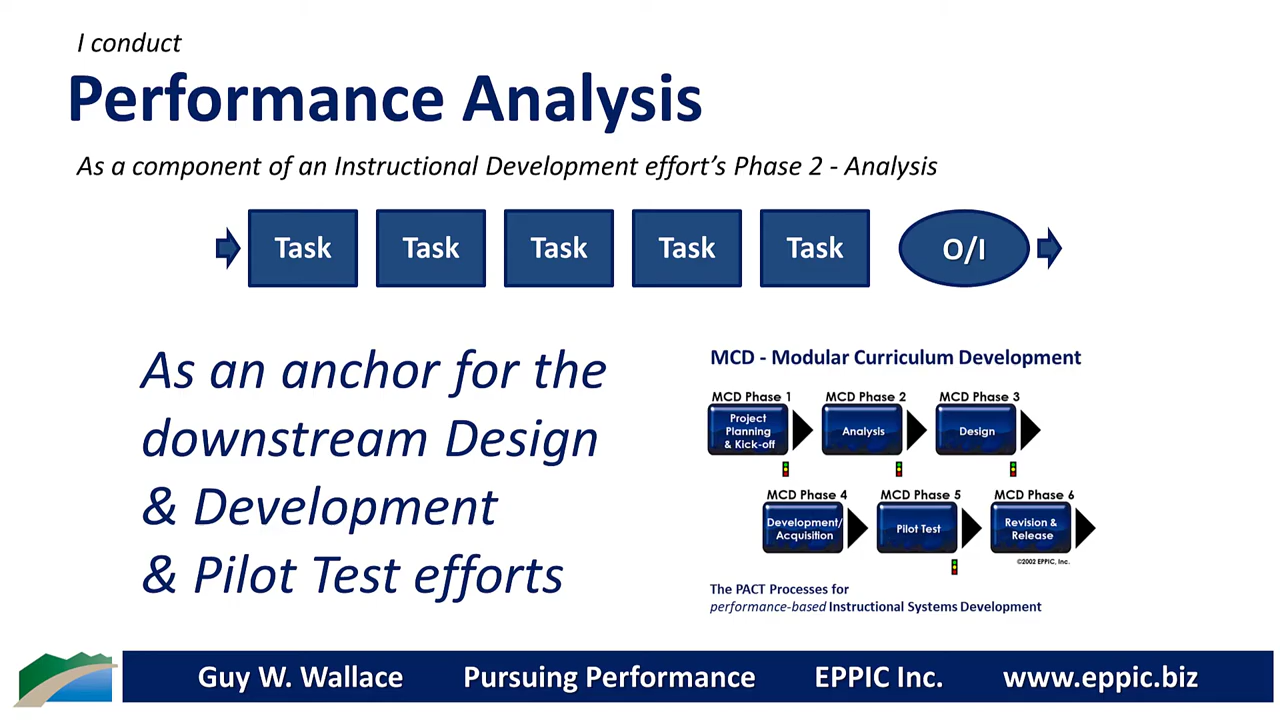 I conduct
Performance Analysis
As a component of an Instructional Development effort's Phase 2 - Analysis
Task Task Task Task Task O/I
As an anchor for the
downstream Design
& Development
& Pilot Test efforts
MCD - Modular Curriculum Development
MCD Phase 1 MCD Phase 2 MCD Phase 3
Project
Planning
& Kick-off
Analysis
Design
MCD Phase 4 MCD Phase 5 MCD Phase 6
Development/
Acquisition
Pilot Test
Revision &
Release
©2002 EPPIC, Inc.
The PACT Processes for
performance-based Instructional Systems Development
Guy W. Wallace Pursuing Performance EPPIC Inc. www.eppic.biz